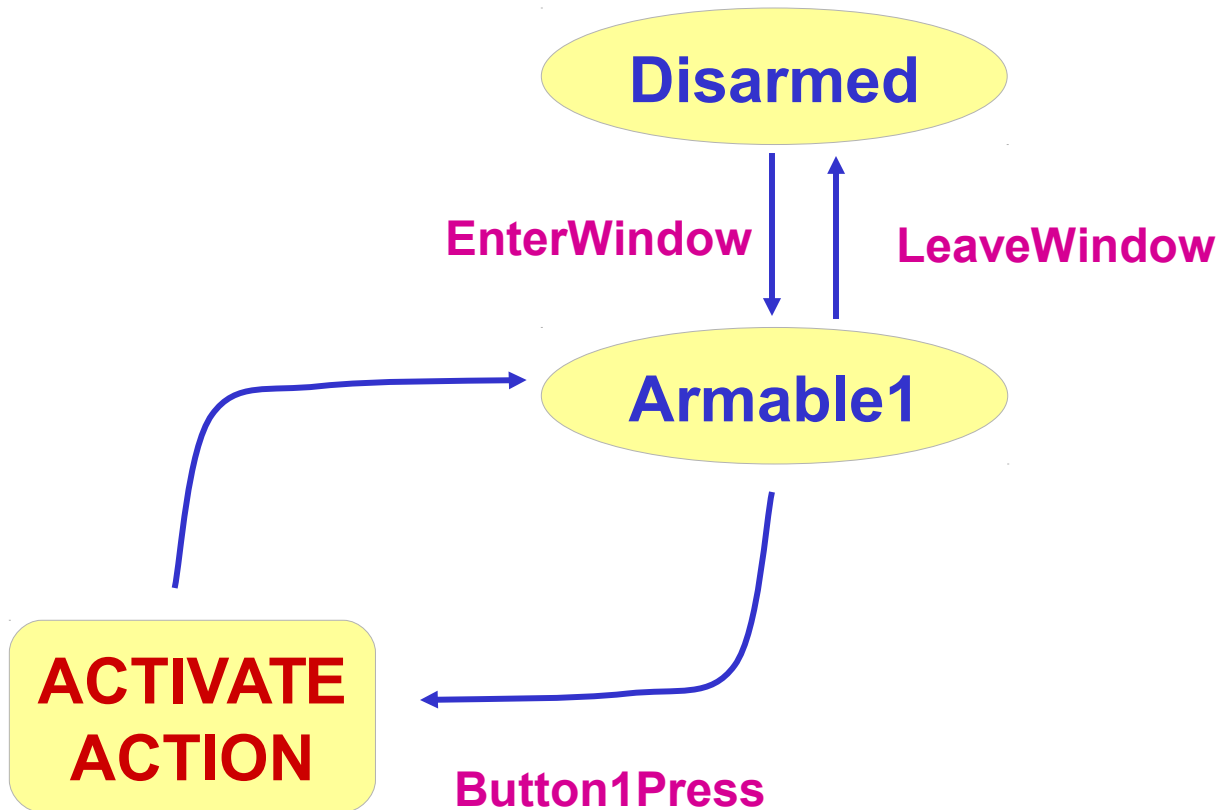 Disarmed
EnterWindow
LeaveWindow
Armable1
ACTIVATE
ACTION
Button1Press